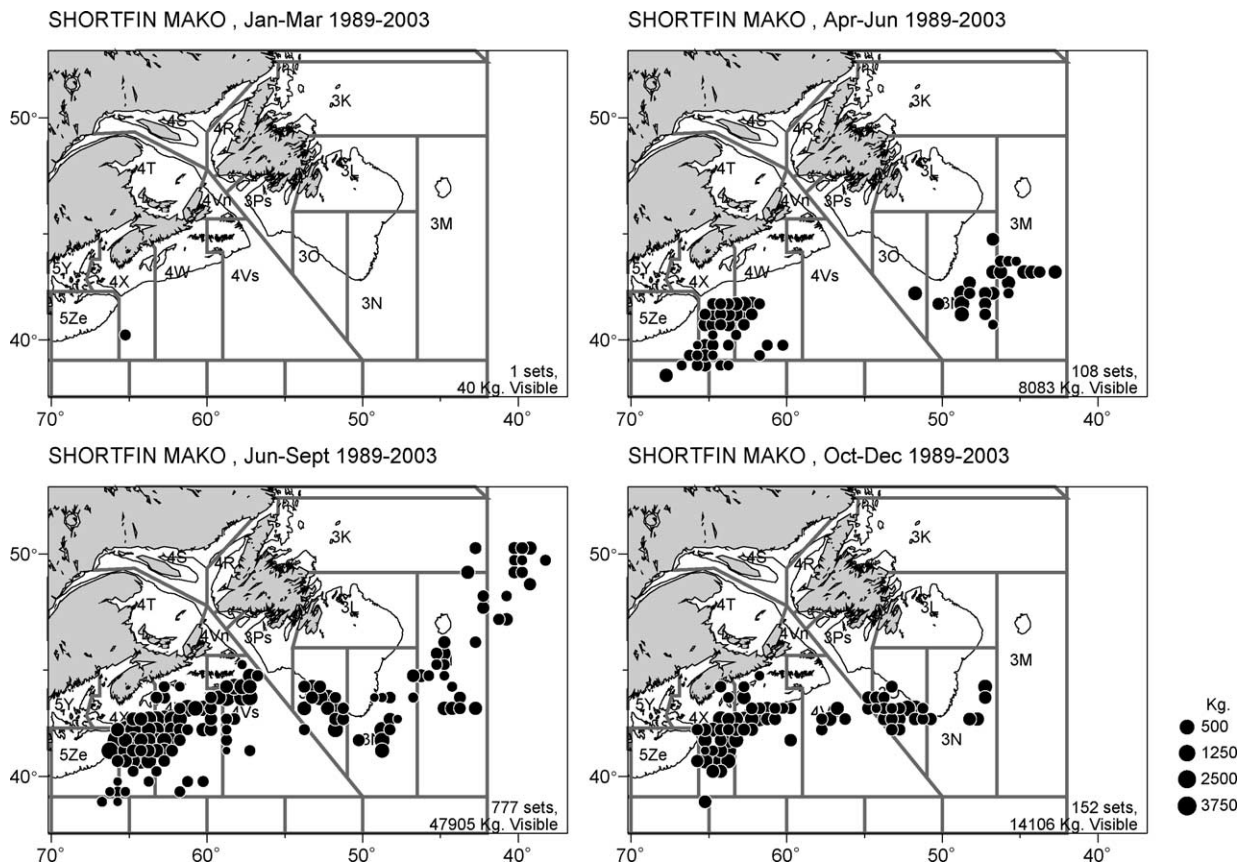 SHORTFIN MAKO , Jan-Mar 1989-2003
50°
40°
70°
60°
50°
40°
3K
4S
4R
4T
3L
4Vn
3Ps
3M
5Y
4X
4W
4Vs
3O
3N
5Ze
1 sets,
40 Kg. Visible
SHORTFIN MAKO , Apr-Jun 1989-2003
50°
40°
70°
60°
50°
40°
3K
4S
4R
4T
3L
4Vn
3Ps
3M
5Y
4X
4W
4Vs
3O
5Ze
108 sets,
8083 Kg. Visible
SHORTFIN MAKO , Jun-Sept 1989-2003
50°
40°
70°
60°
50°
40°
3K
4S
4R
4T
3L
4Vn
3Ps
5Y
4X
4Vs
5Ze
777 sets,
47905 Kg. Visible
SHORTFIN MAKO , Oct-Dec 1989-2003
50°
40°
70°
60°
50°
40°
3K
4S
4R
4T
3L
4Vn
3Ps
3M
5Y
4X
4W
3N
5Ze
152 sets,
14106 Kg. Visible
Kg.
500
1250
2500
3750